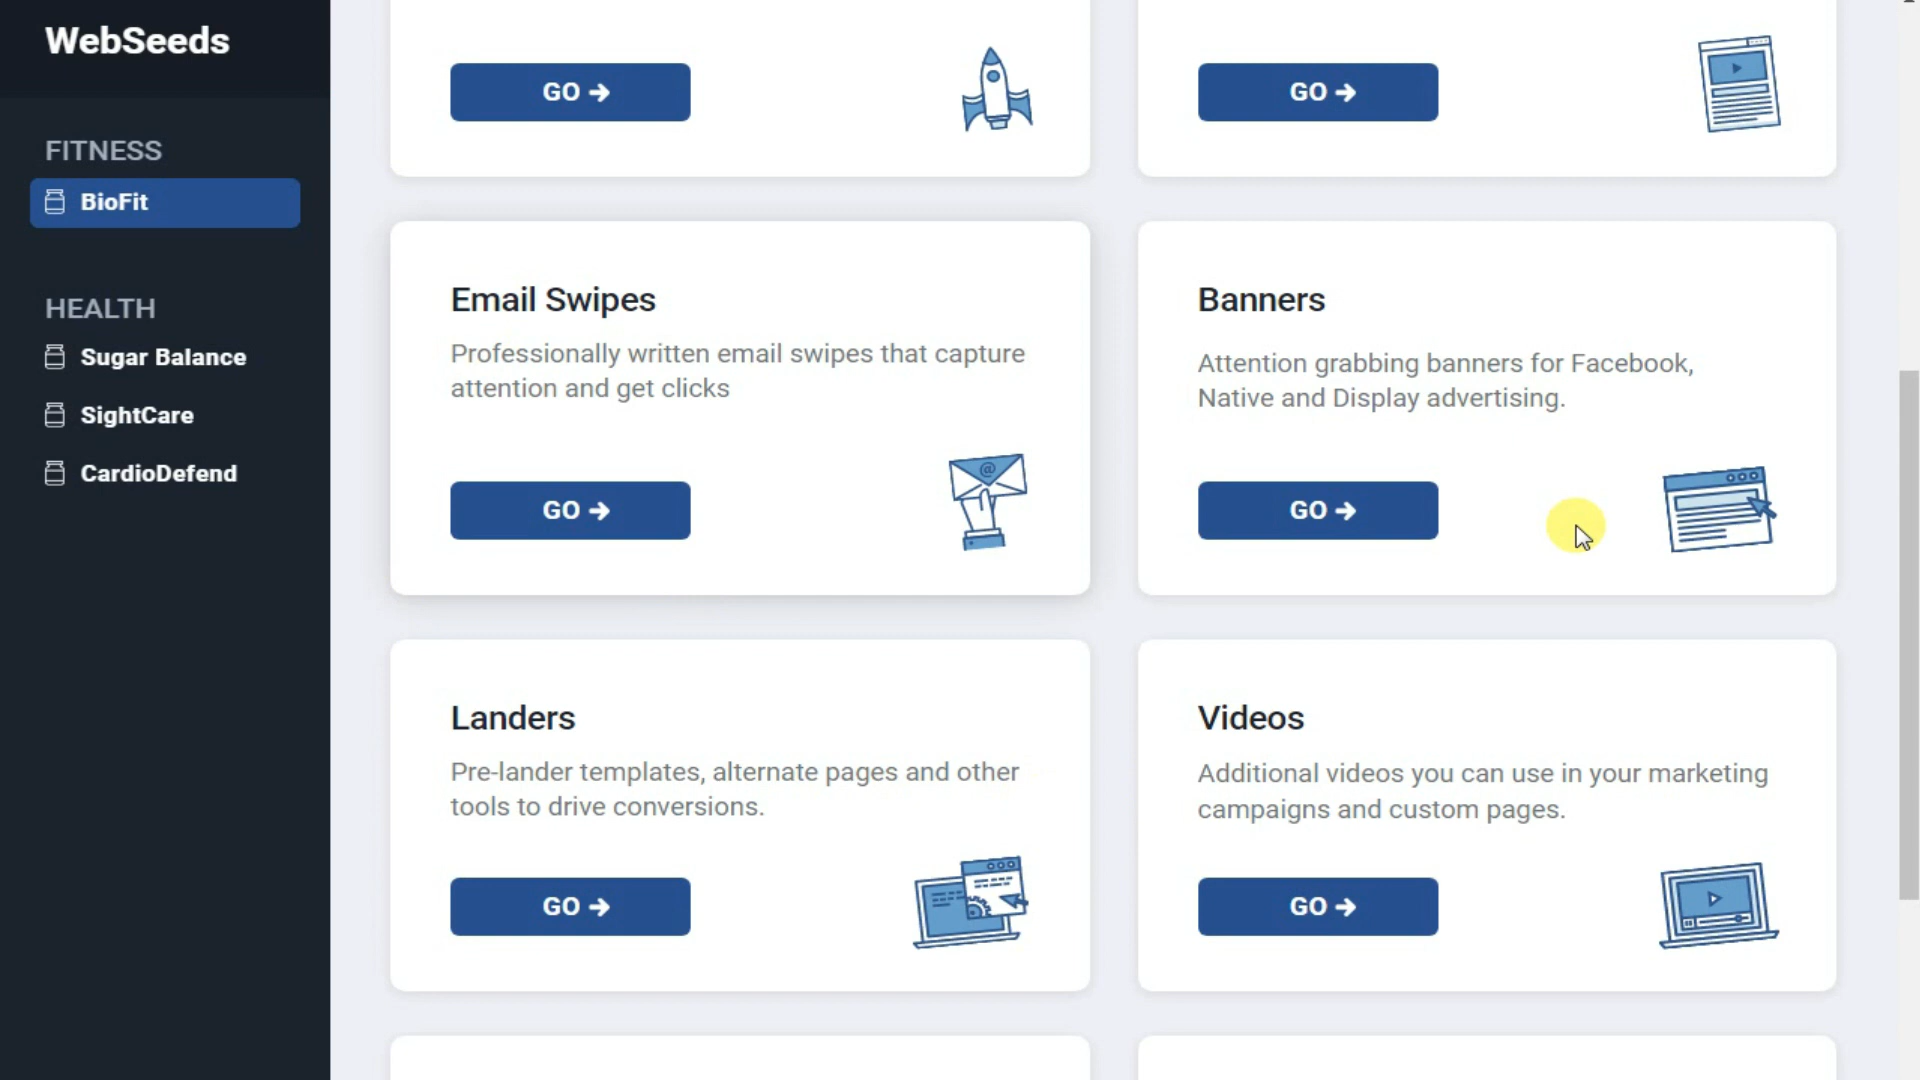 WebSeeds
FITNESS
BioFit
HEALTH
Sugar Balance
SightCare
CardioDefend
GO →
GO →
Email Swipes
Professionally written email swipes that capture
attention and get clicks
GO →
@
Banners
Attention grabbing banners for Facebook,
Native and Display advertising.
GO →
Landers
Pre-lander templates, alternate pages and other
tools to drive conversions.
GO →
Videos
Additional videos you can use in your marketing
campaigns and custom pages.
GO →